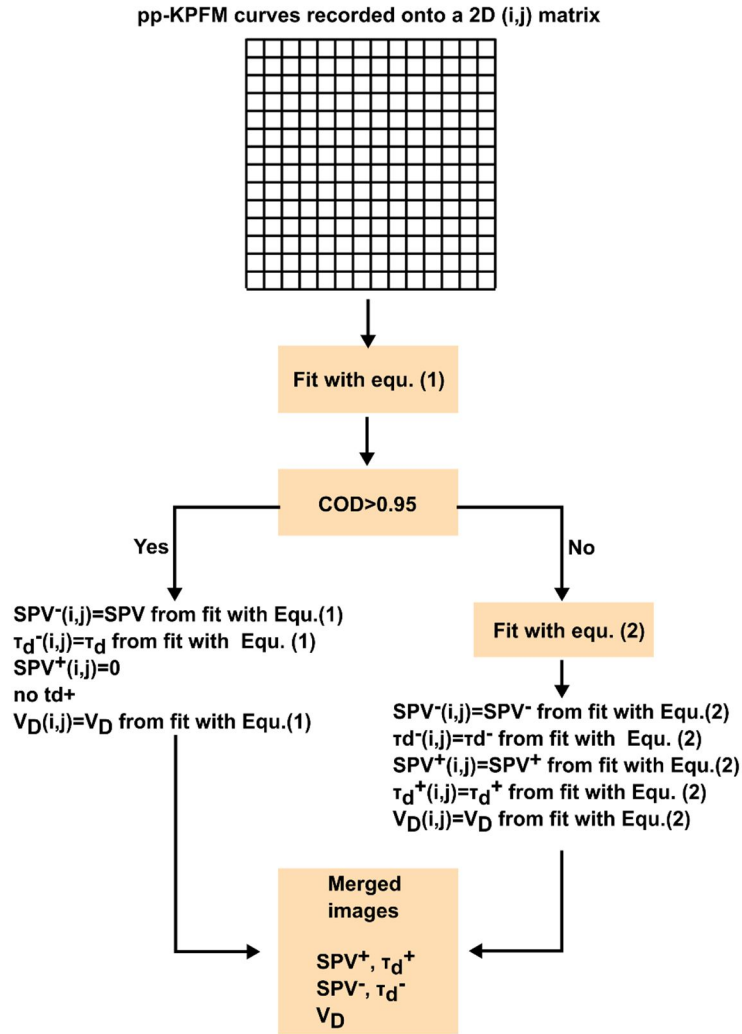 pp-KPFM curves recorded onto a 2D (i,j) matrix
Fit with equ. (1)
COD>0.95
Yes
No
SPV⁻(i,j)=SPV from fit with Equ.(1)
τd⁻(i,j)=τd from fit with Equ. (1)
SPV⁺(i,j)=0
no td+
VD(i,j)=VD from fit with Equ.(1)
Fit with equ. (2)
SPV⁻(i,j)=SPV⁻ from fit with Equ.(2)
τd⁻(i,j)=τd⁻ from fit with Equ. (2)
SPV⁺(i,j)=SPV⁺ from fit with Equ.(2)
τd⁺(i,j)=τd⁺ from fit with Equ. (2)
VD(i,j)=VD from fit with Equ.(2)
Merged
images
SPV⁺, τd⁺
SPV⁻, τd⁻
VD